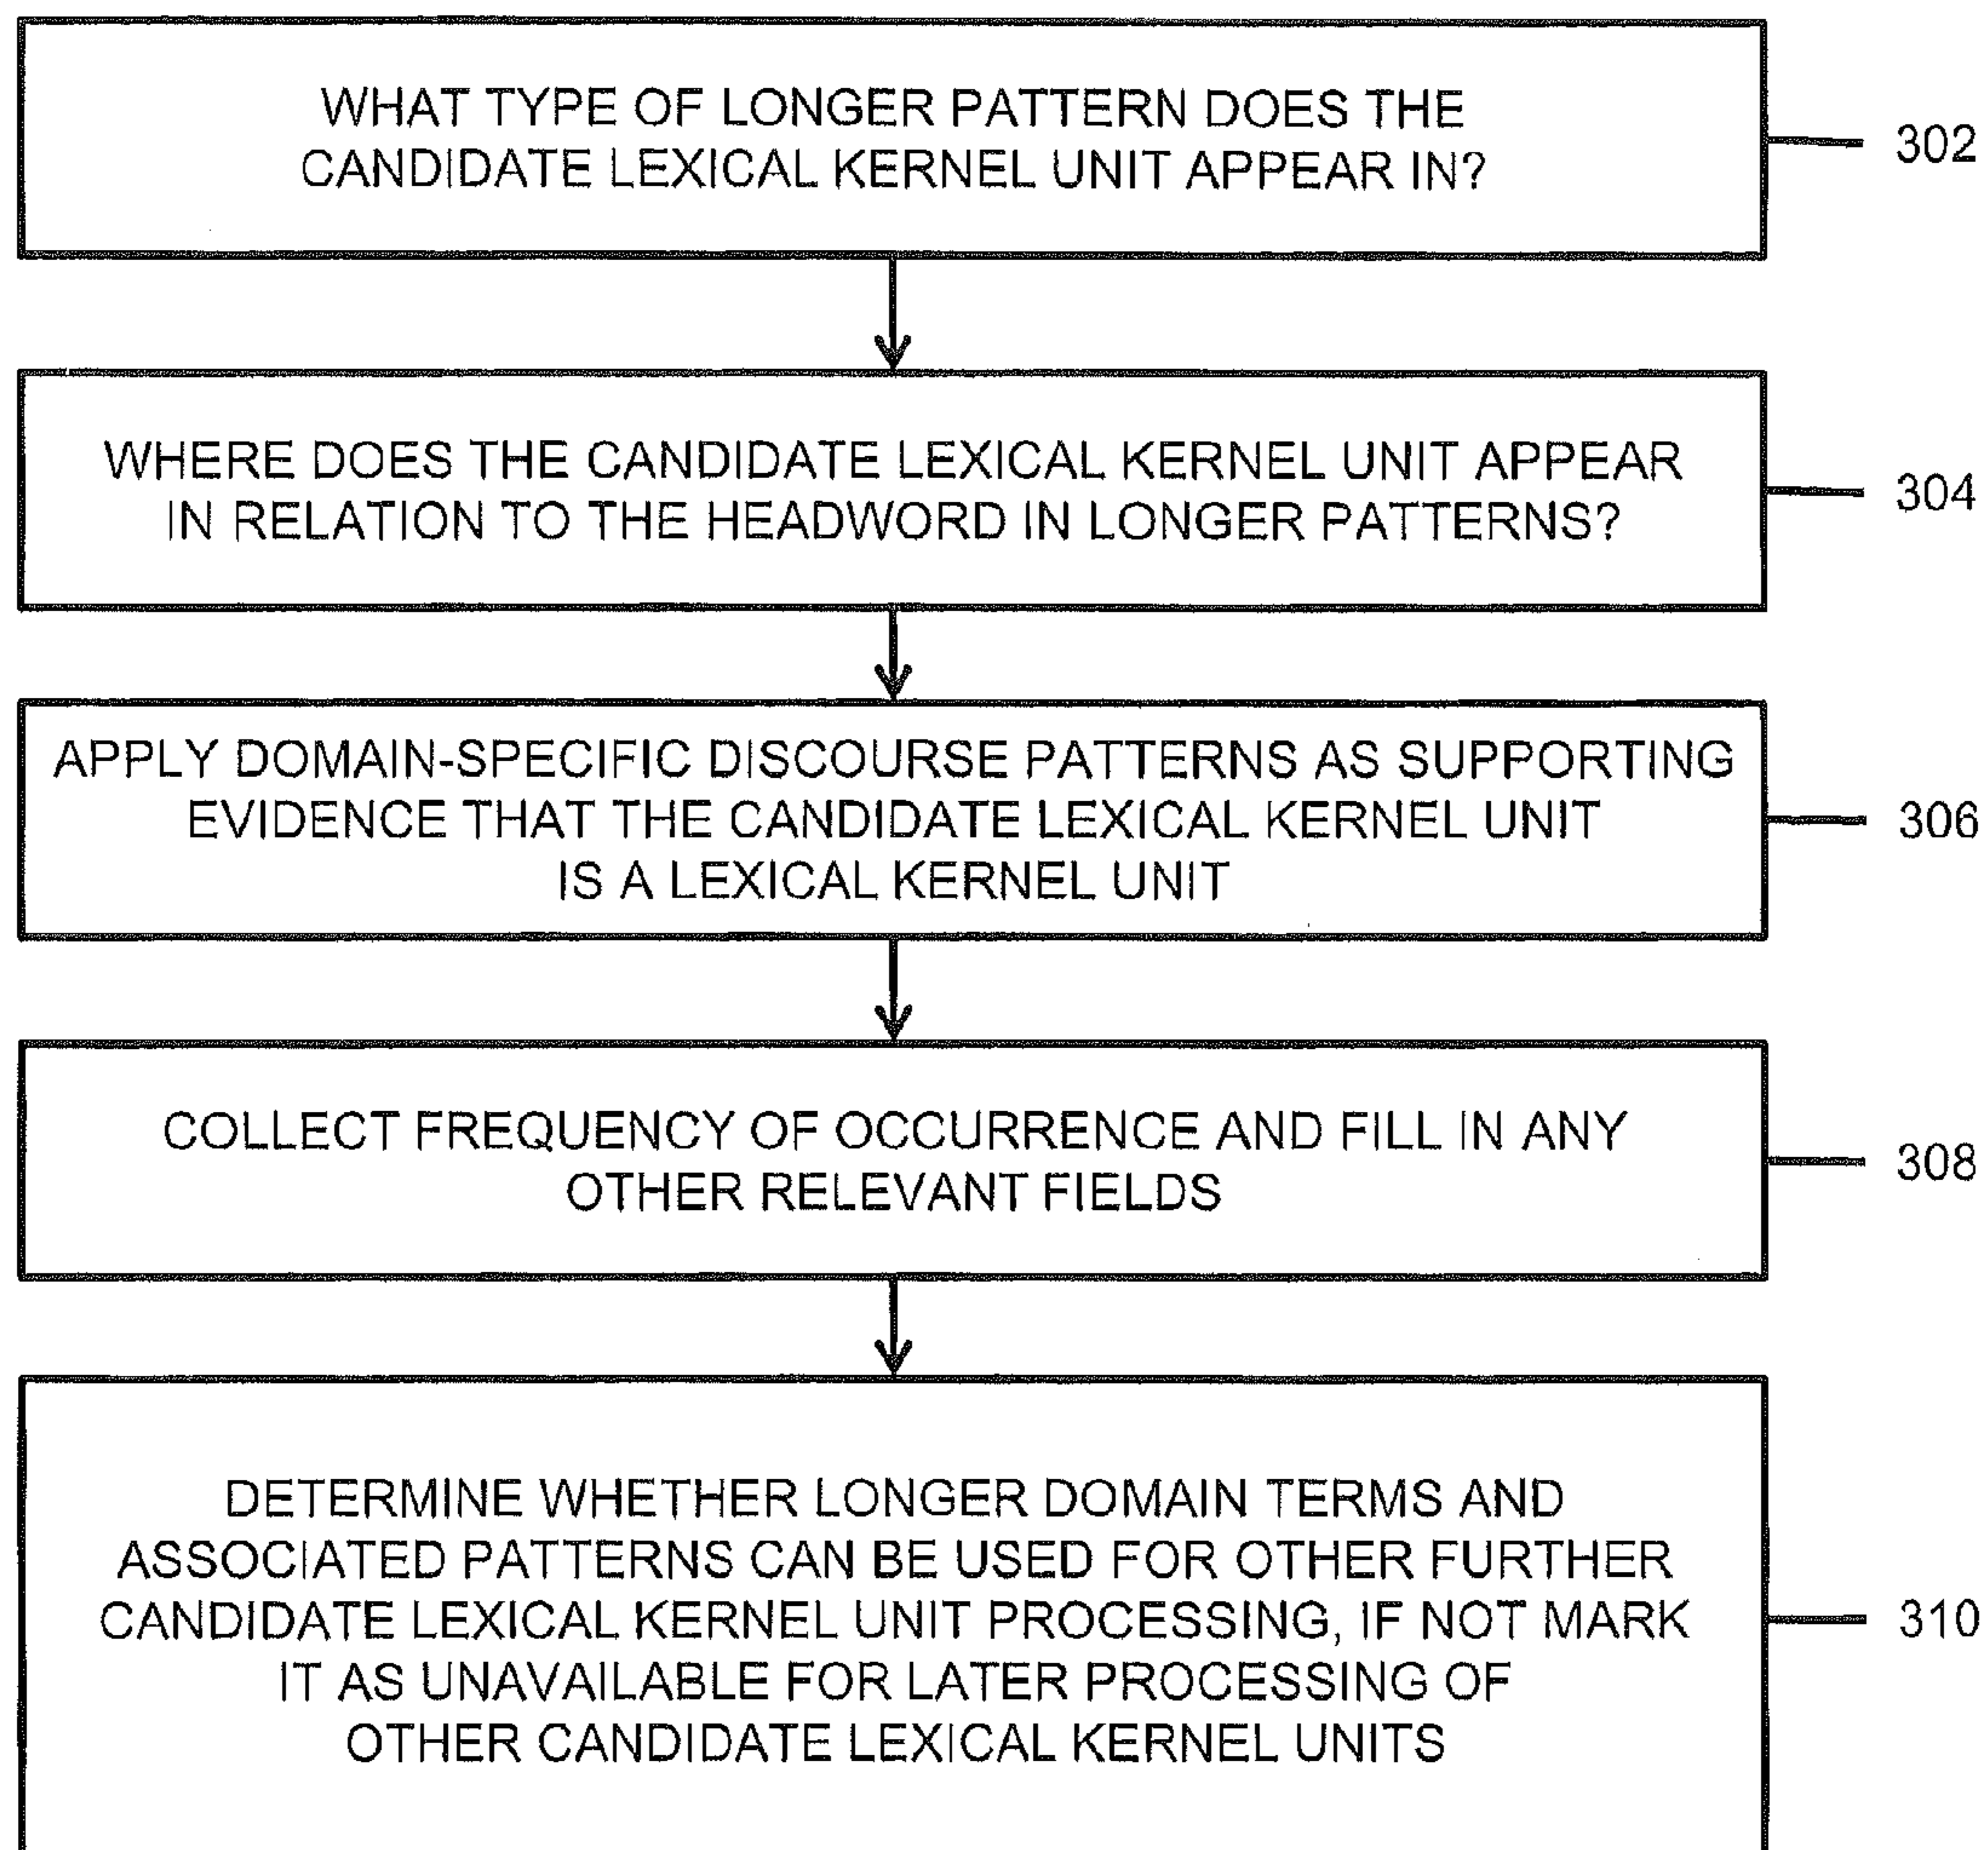 WHAT TYPE OF LONGER PATTERN DOES THE
CANDIDATE LEXICAL KERNEL UNIT APPEAR IN?
302
WHERE DOES THE CANDIDATE LEXICAL KERNEL UNIT APPEAR
IN RELATION TO THE HEADWORD IN LONGER PATTERNS?
304
APPLY DOMAIN-SPECIFIC DISCOURSE PATTERNS AS SUPPORTING
EVIDENCE THAT THE CANDIDATE LEXICAL KERNEL UNIT
IS A LEXICAL KERNEL UNIT
306
COLLECT FREQUENCY OF OCCURRENCE AND FILL IN ANY
OTHER RELEVANT FIELDS
308
DETERMINE WHETHER LONGER DOMAIN TERMS AND
ASSOCIATED PATTERNS CAN BE USED FOR OTHER FURTHER
CANDIDATE LEXICAL KERNEL UNIT PROCESSING, IF NOT MARK
IT AS UNAVAILABLE FOR LATER PROCESSING OF
OTHER CANDIDATE LEXICAL KERNEL UNITS
310